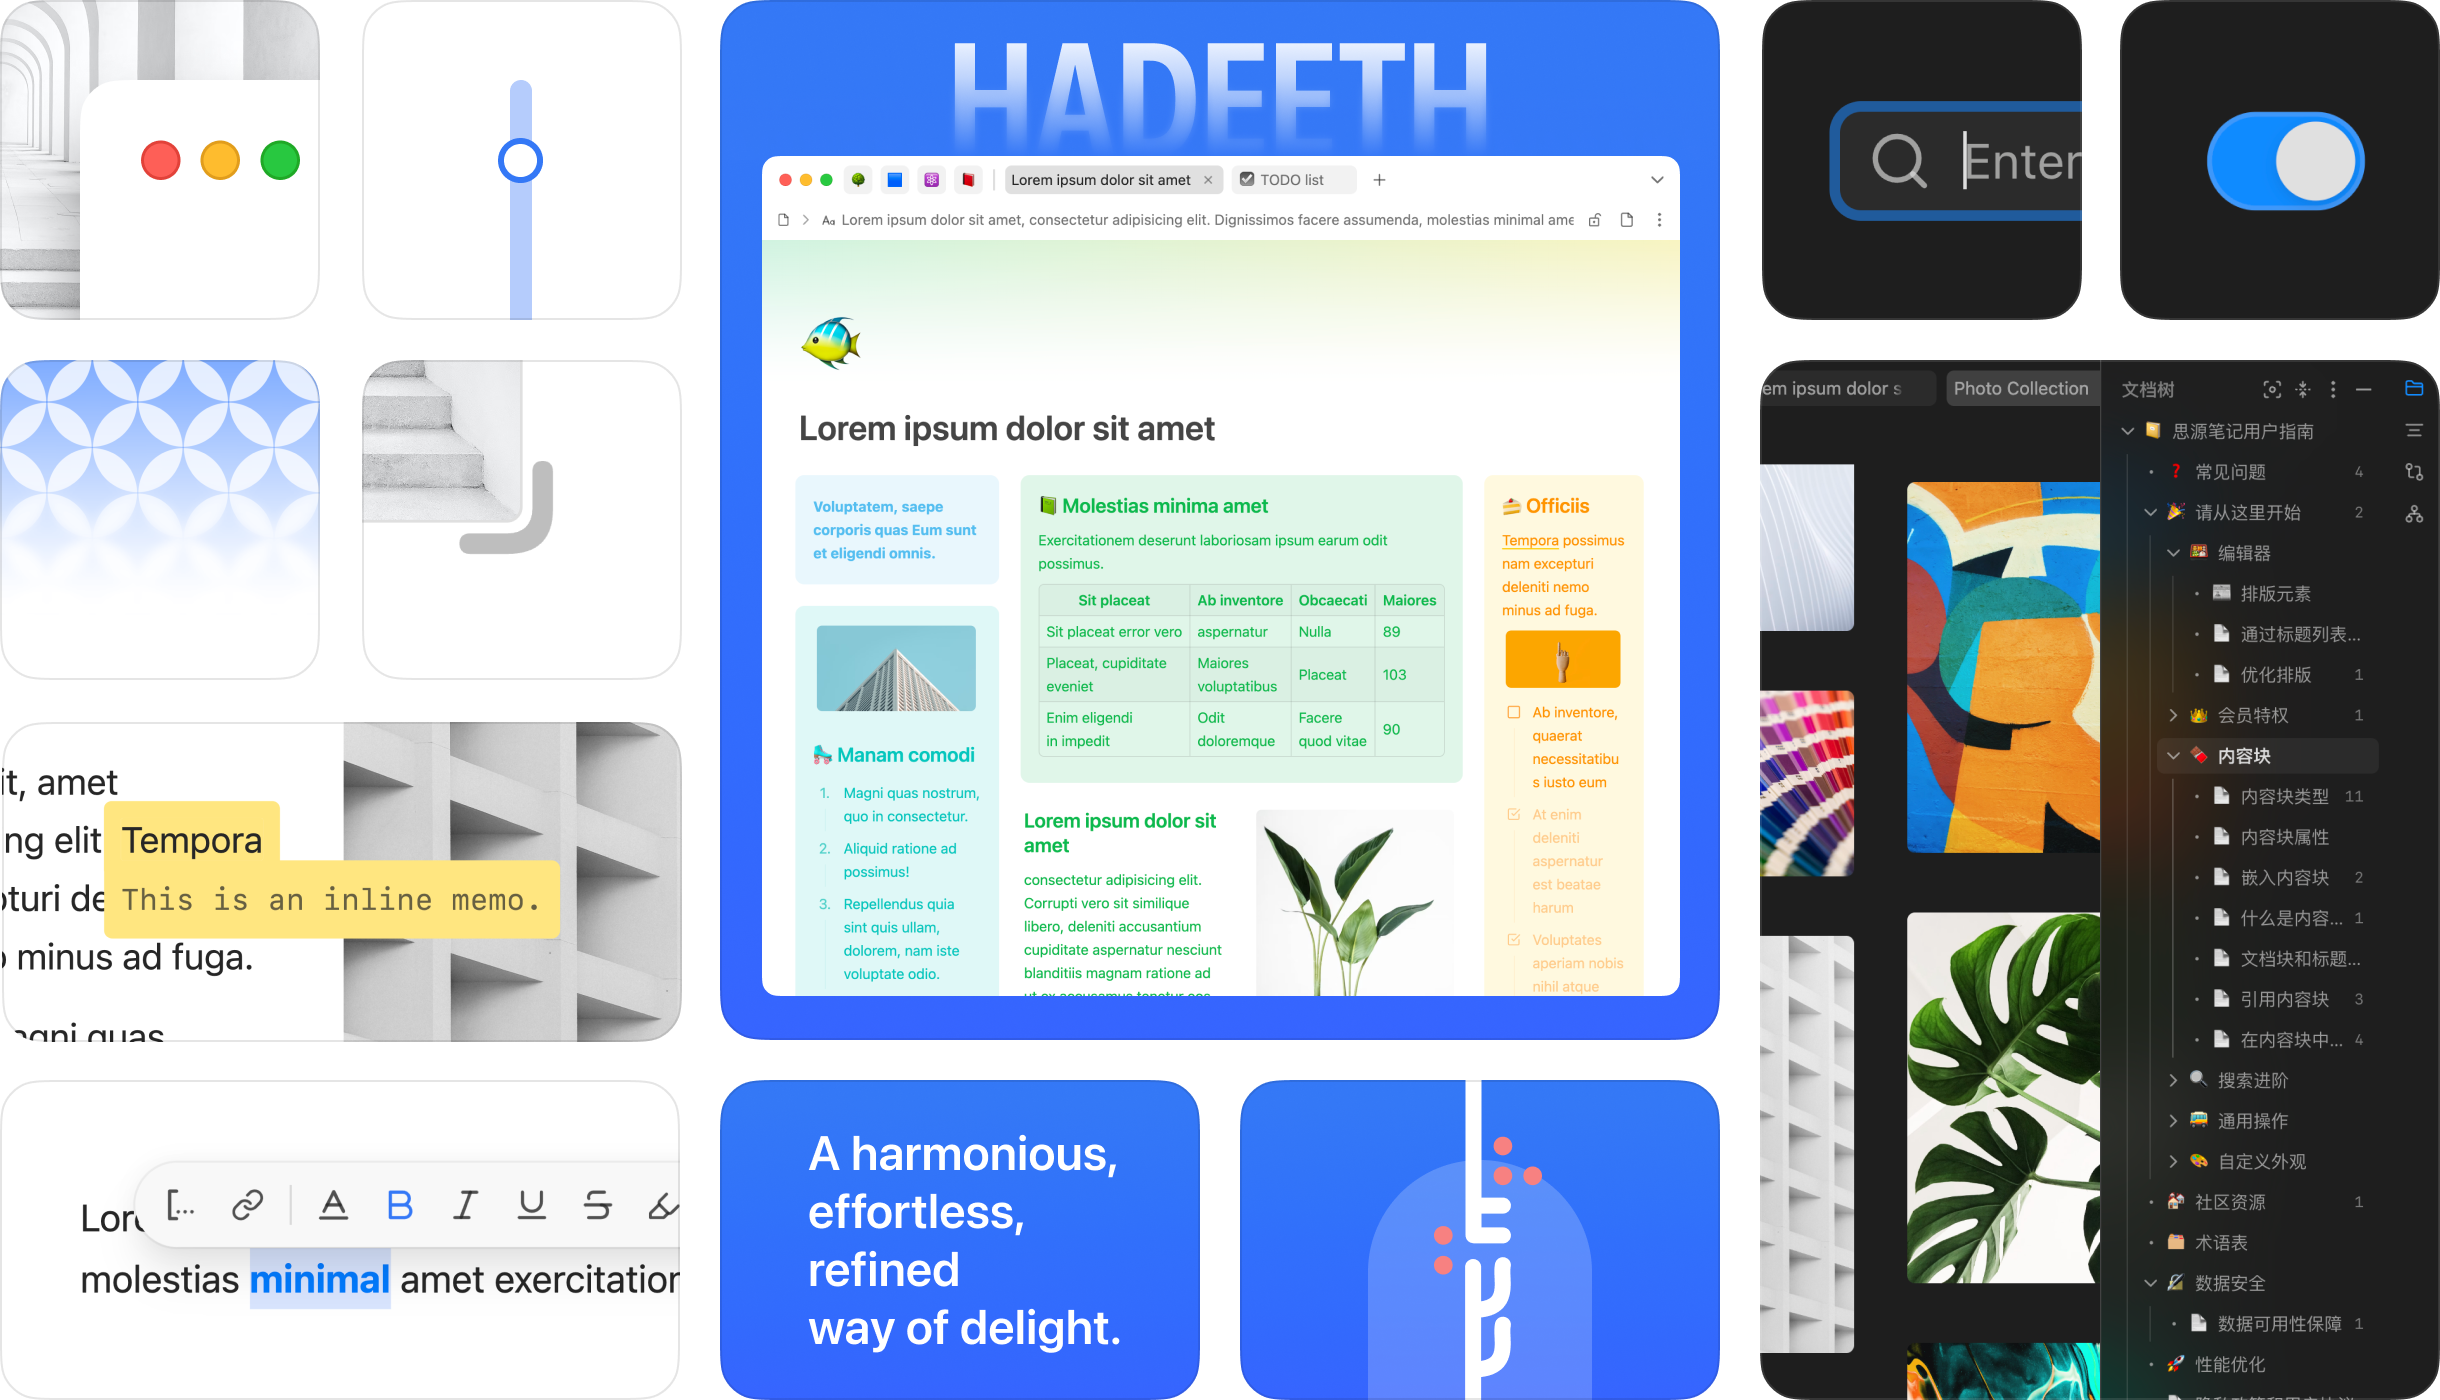 HADEETH
Lorem ipsum dolor sit amet
TODO list
Lorem ipsum dolor sit amet, consectetur adipisicing elit. Dignissimos facere assumenda, molestias minimal ame
Lorem ipsum dolor sit amet
Voluptatem, saepe
corporis quas Eum sunt
et eligendi omnis.
Manam comodi
1. Magni quas nostrum,
quo in consectetur.
2. Aliquid ratione ad
possimus!
3. Repellendus quia
sint quis ullam,
dolorem, nam iste
voluptate odio.
Molestias minima amet
Exercitationem deserunt laboriosam ipsum earum odit
possimus.
Sit placeat Ab inventore Obcaecati Maiores
Sit placeat error vero aspernatur Nulla 89
Placeat, cupiditate
eveniet
Maiores
voluptatibus
Placeat
103
Enim eligendi
in impedit
Odit
doloremque
Facere
quod vitae
90
Lorem ipsum dolor sit
amet
consectetur adipisicing elit.
Corrupti vero sit similique
libero, deleniti accusantium
cupiditate aspernatur nesciunt
blanditiis magnam ratione ad
Officiis
Tempora possimus
nam excepturi
deleniti nemo
minus ad fuga.
Ab inventore,
quaerat
necessitatibu
s iusto eum
At enim
deleniti
aspernatur
est beatae
harum
Voluptates
aperiam nobis
nihil atque
it, amet
ng elit
Tempora
pturi de
This is an inline memo.
minus ad fuga.
agni quas
Lor
molestias minimal amet exercitation
A harmonious,
effortless,
refined
way of delight.
Enter
em ipsum dolor s
Photo Collection
文档树
思源笔记用户指南
常见问题 4
请从这里开始 2
编辑器
排版元素
通过标题列表...
优化排版 1
会员特权 1
内容块
内容块类型 11
内容块属性
嵌入内容块 2
什么是内容... 1
文档块和标题...
引用内容块 3
在内容块中... 4
搜索进阶
通用操作
自定义外观
社区资源 1
术语表
数据安全
数据可用性保障 1
性能优化